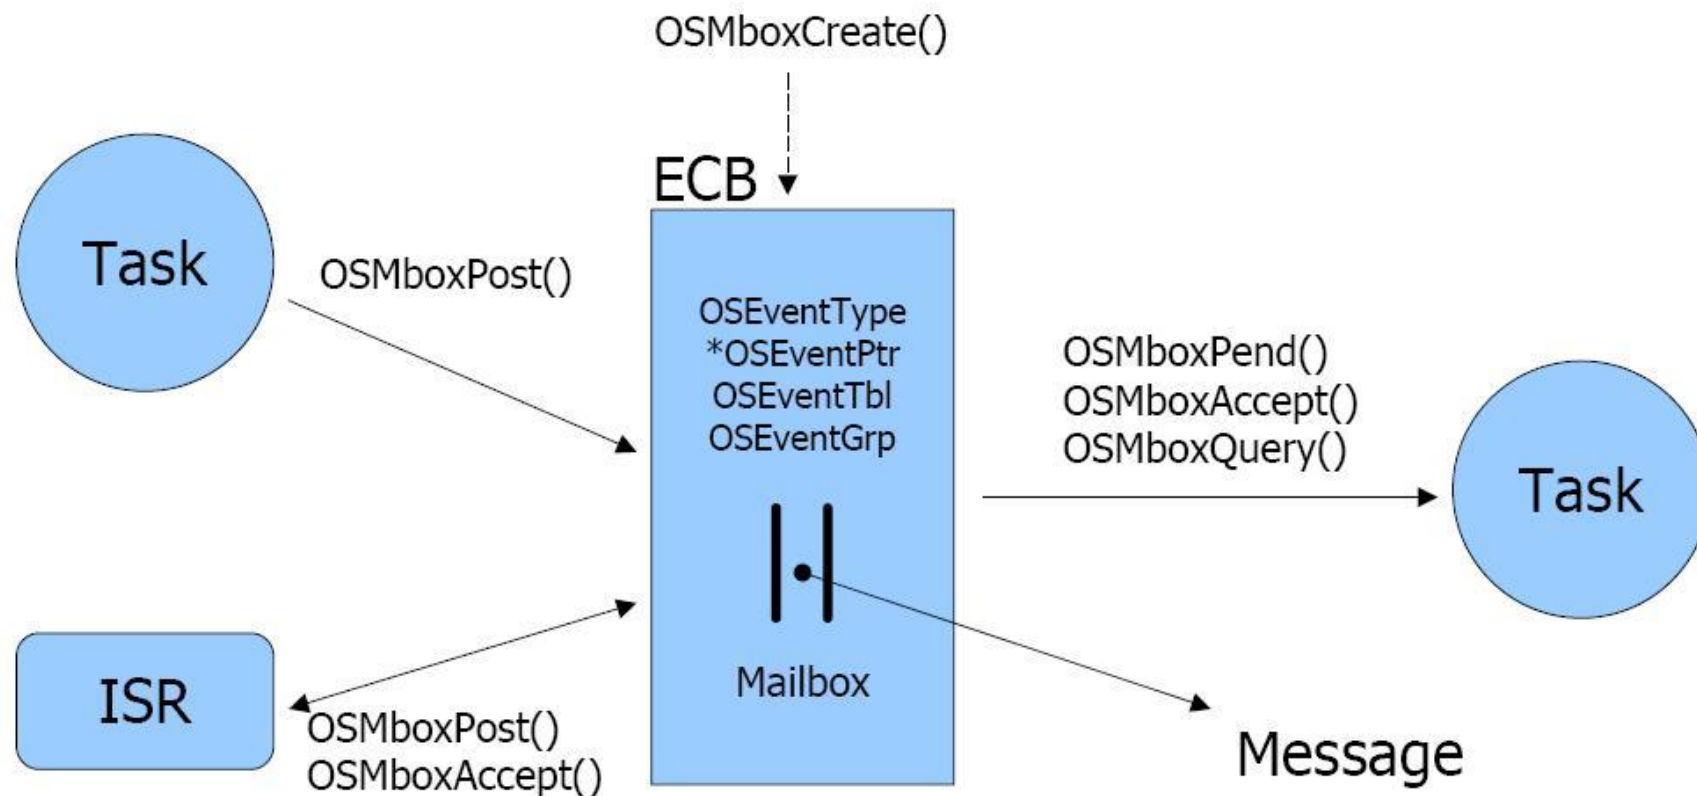 OSMboxCreate()
ECB
Task
OSMboxPost()
OSEventType
*OSEventPtr
OSEventTbl
OSEventGrp
OSMboxPend()
OSMboxAccept()
OSMboxQuery()
Task
Mailbox
ISR
OSMboxPost()
OSMboxAccept()
Message